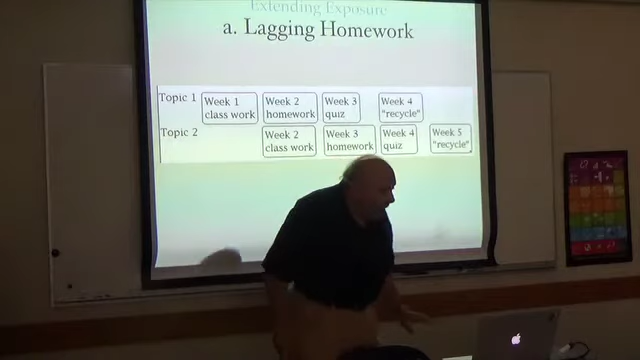 Extending Exposure
a. Lagging Homework
Topic 1
Week 1
class work
Week 2
homework
Week 3
quiz
Week 4
"recycle"
Topic 2
Week 2
class work
Week 3
homework
Week 4
quiz
Week 5
"recycle"